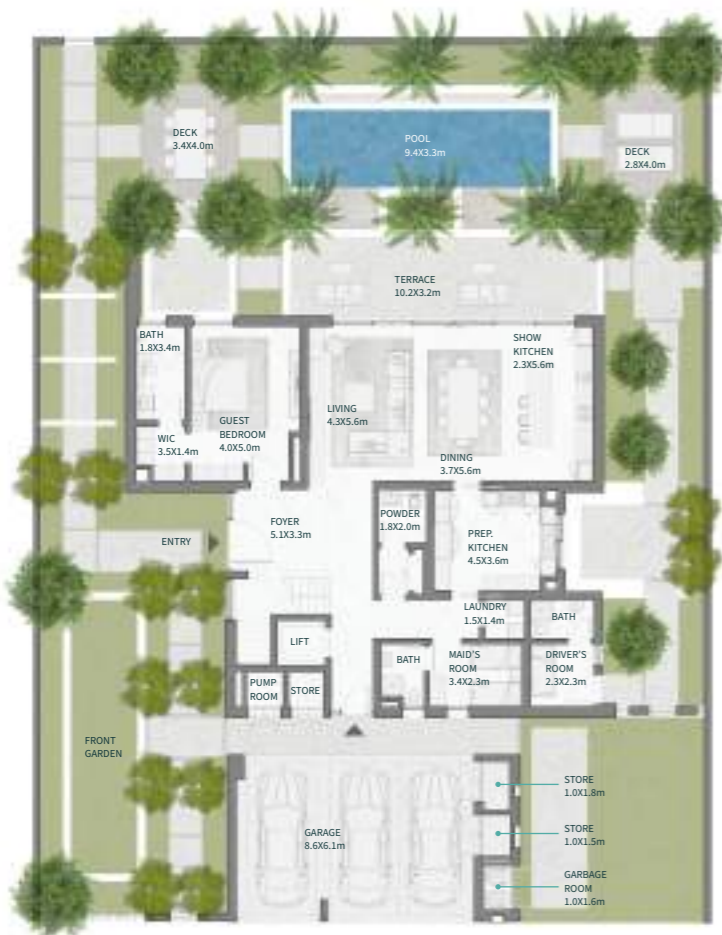 DECK
3.4X4.0m
POOL
9.4X3.3m
DECK
2.8X4.0m
TERRACE
10.2X3.2m
BATH
1.8X3.4m
SHOW
KITCHEN
2.3X5.6m
LIVING
4.3X5.6m
GUEST
BEDROOM
4.0X5.0m
WIC
3.5X1.4m
DINING
3.7X5.6m
FOYER
5.1X3.3m
POWDER
1.8X2.0m
PREP.
KITCHEN
4.5X3.6m
ENTRY
LAUNDRY
1.5X1.4m
BATH
LIFT
BATH
MAID'S
ROOM
3.4X2.3m
DRIVER'S
ROOM
2.3X2.3m
PUMP
ROOM
STORE
FRONT
GARDEN
STORE
1.0X1.8m
GARAGE
8.6X6.1m
STORE
1.0X1.5m
GARBAGE
ROOM
1.0X1.6m